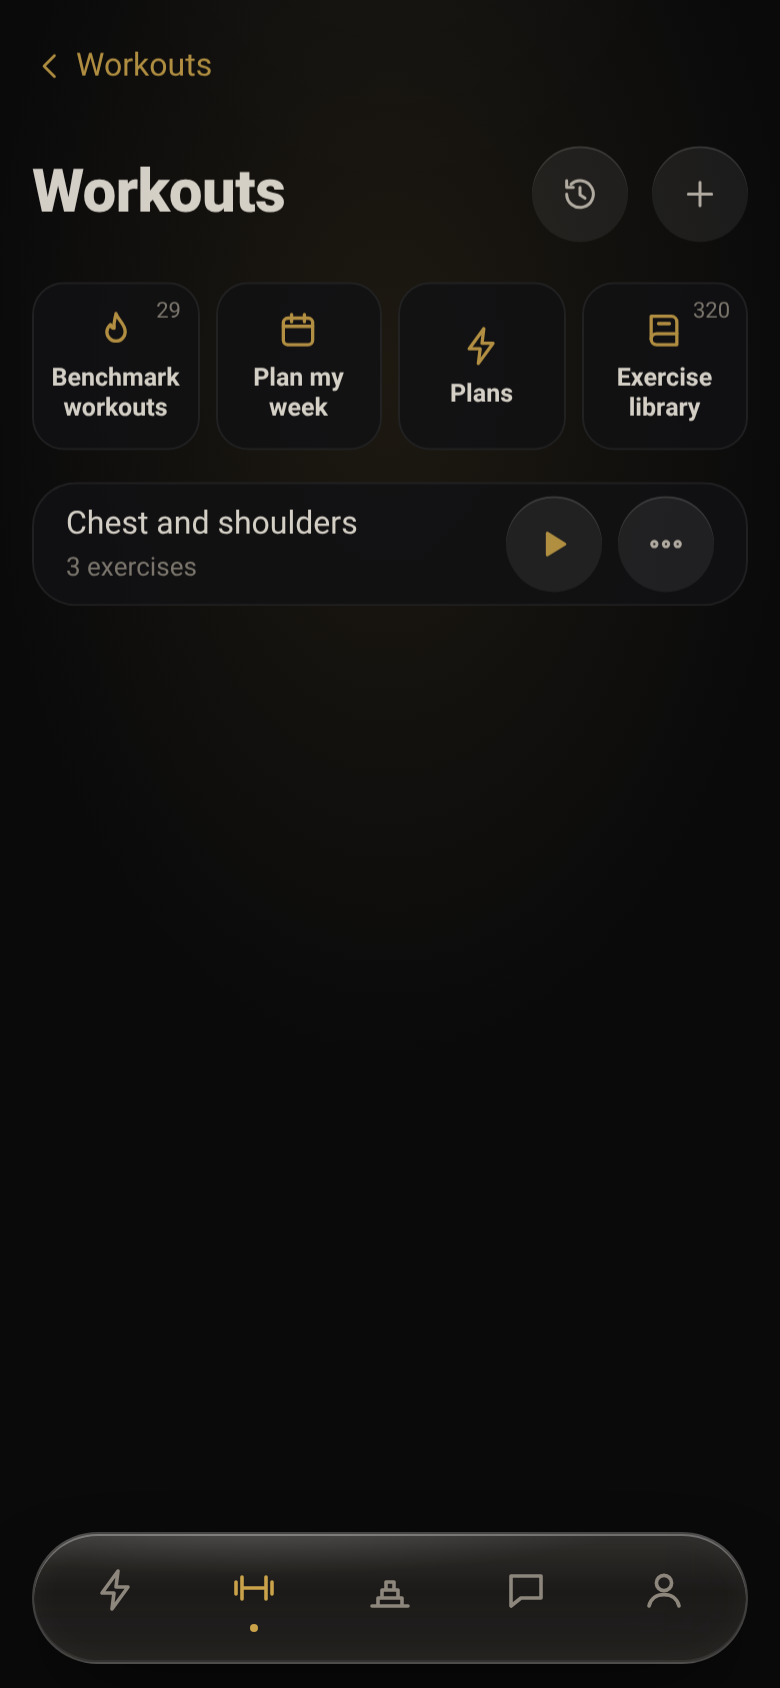 Workouts
Workouts
29
Benchmark
workouts
Plan my
week
Plans
320
Exercise
library
Chest and shoulders
3 exercises